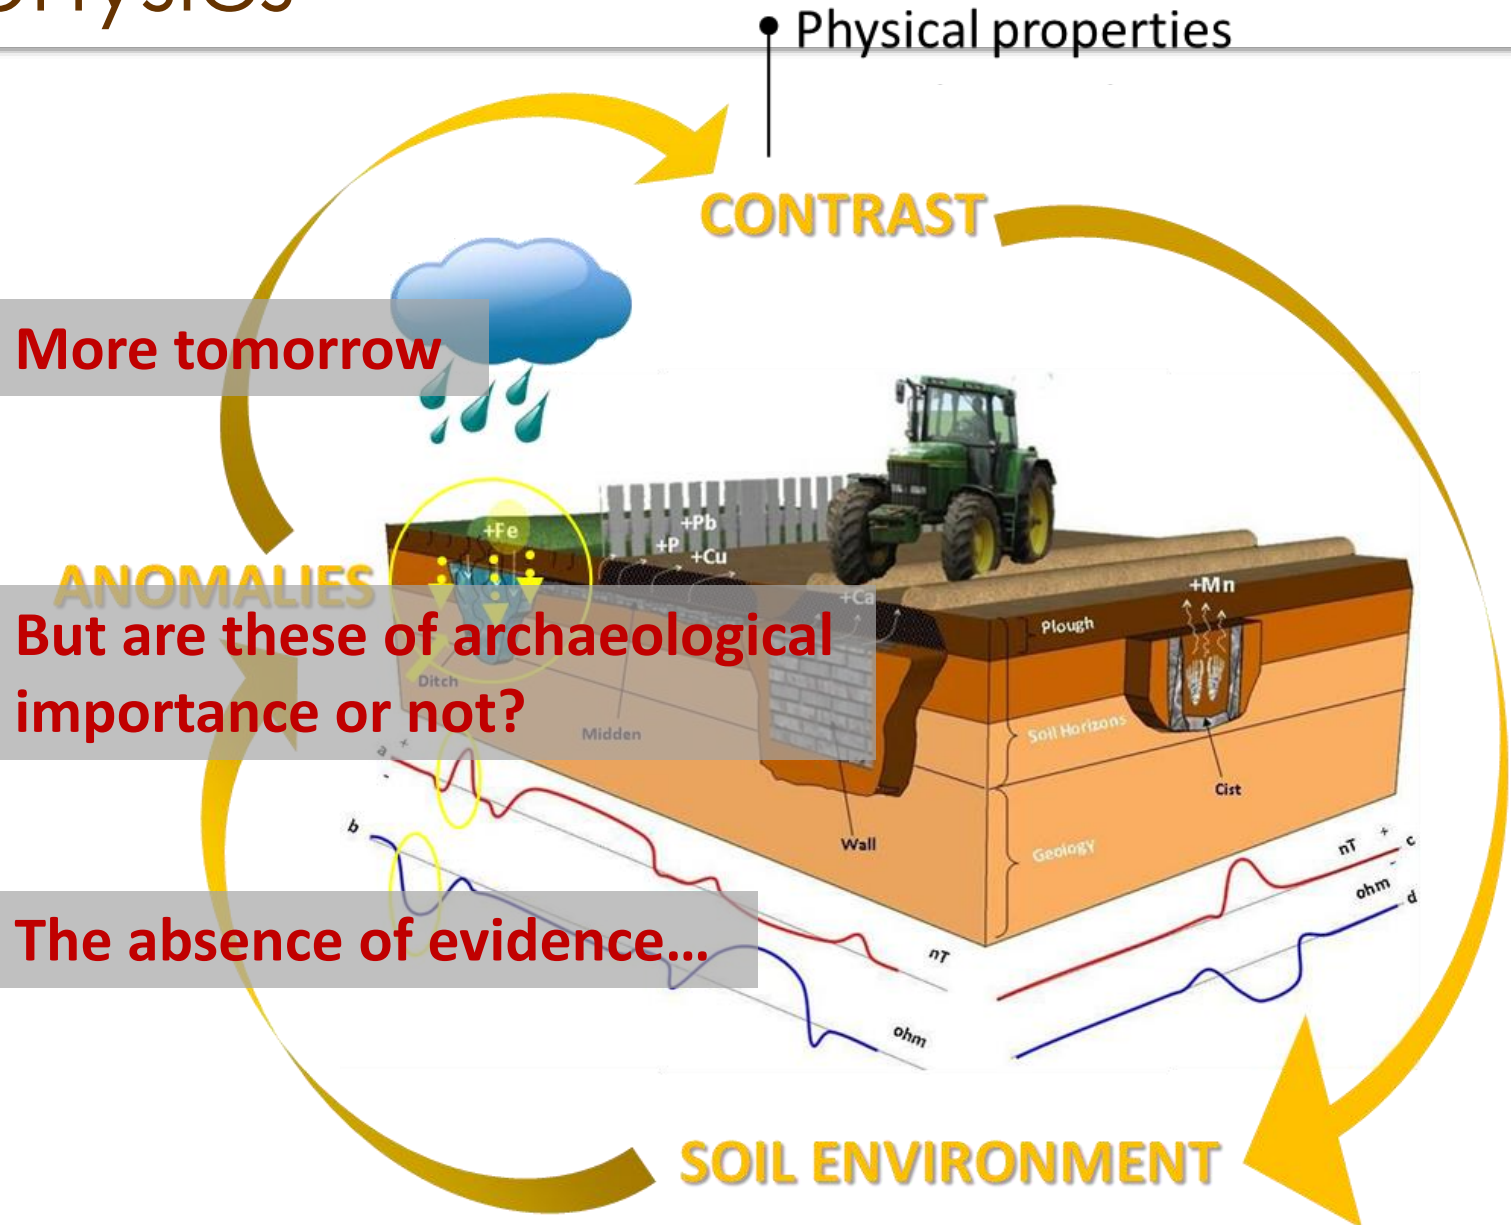 Physical properties
CONTRAST
More tomorrow
+Fe
+Pb
+P
+Cu
ANOMALIES
+Ca
+Mn
Plough
But are these of archaeological
importance or not?
Ditch
Midden
Soil Horizons
Cist
a
+
-
b
Wall
Geology
nT
+
-
c
ohm
d
The absence of evidence...
nT
ohm
SOIL ENVIRONMENT